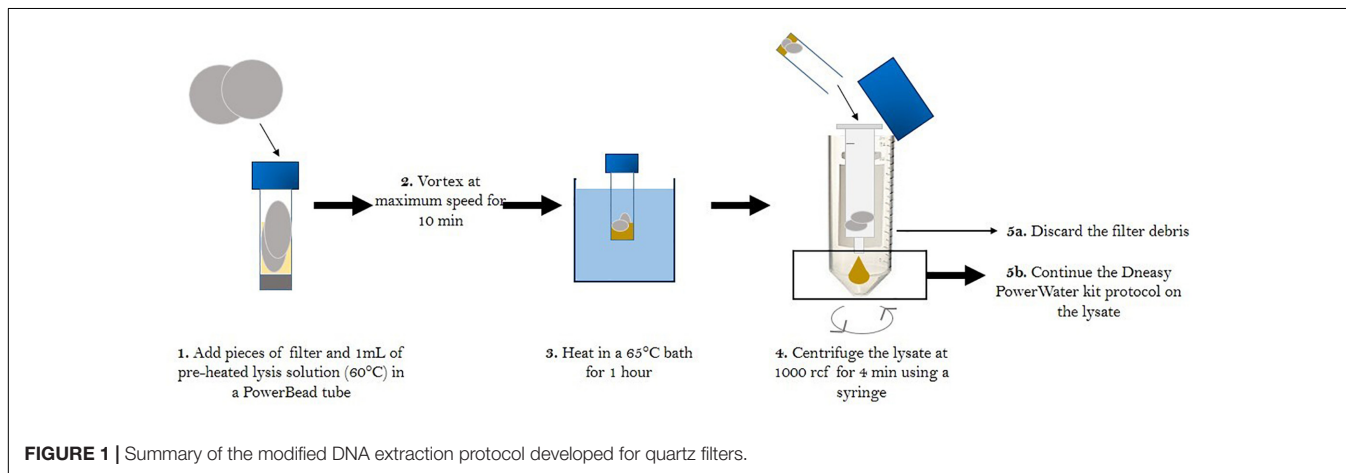 1. Add pieces of filter and 1mL of
pre-heated lysis solution (60°C) in
a PowerBead tube
2. Vortex at
maximum speed for
10 min
3. Heat in a 65°C bath
for 1 hour
4. Centrifuge the lysate at
1000 rcf for 4 min using a
syringe
5a. Discard the filter debris
5b. Continue the Dneasy
PowerWater kit protocol on
the lysate
FIGURE 1 | Summary of the modified DNA extraction protocol developed for quartz filters.